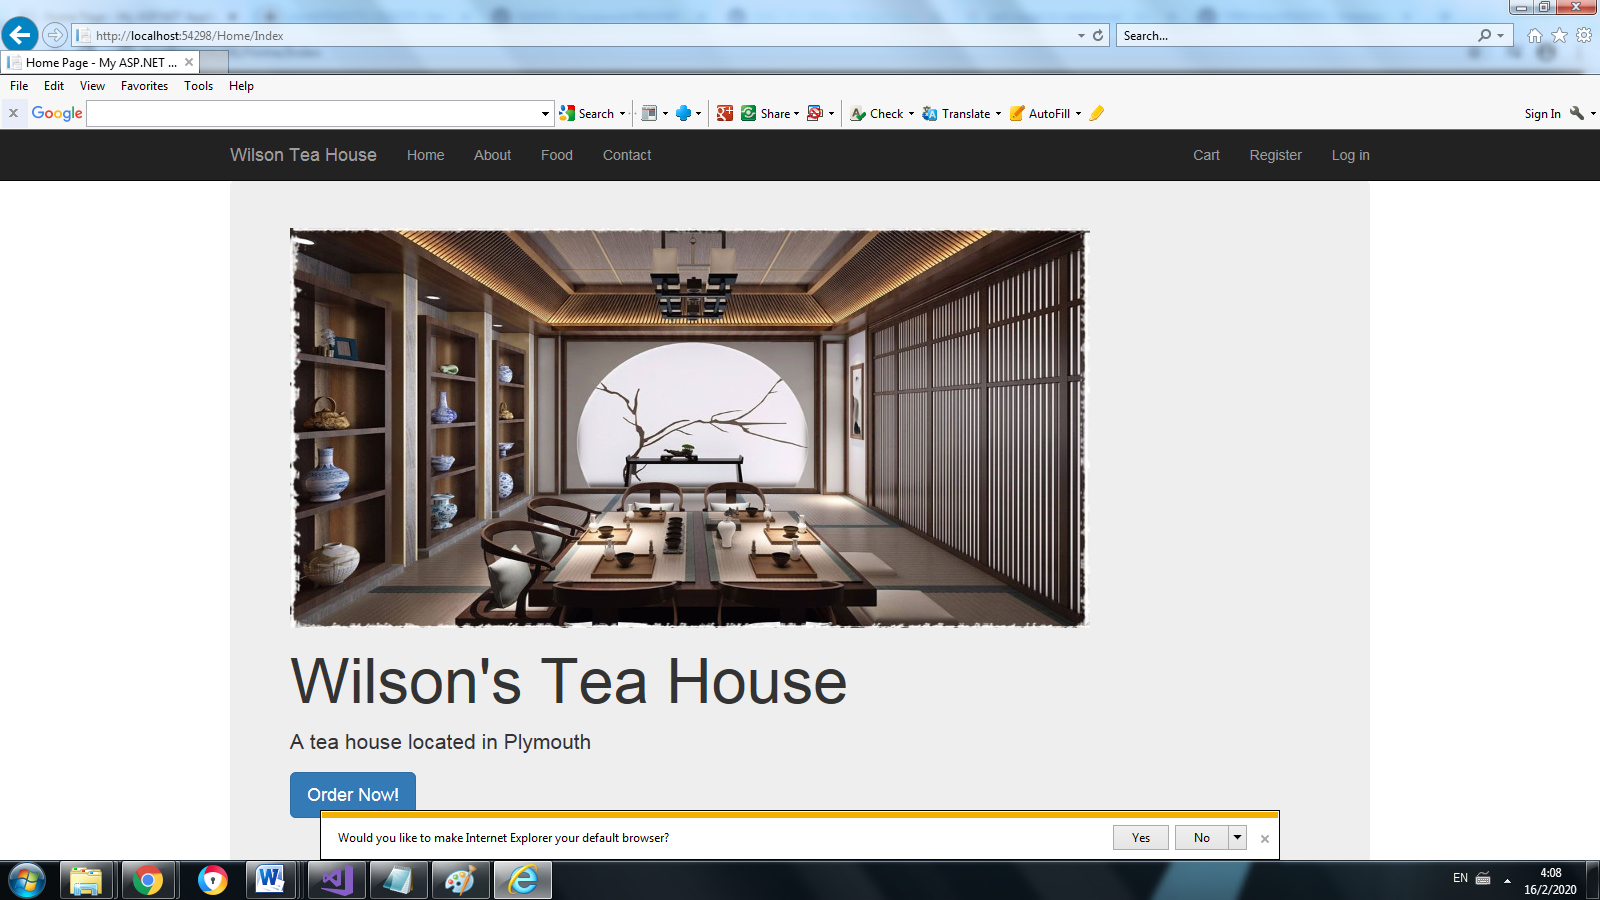 http://localhost:54298/Home/Index
Search...
Home Page - My ASP.NET ...
File Edit View Favorites Tools Help
Google Search Share Check Translate AutoFill Sign In
Wilson Tea House Home About Food Contact Cart Register Log in
Wilson's Tea House
A tea house located in Plymouth
Order Now!
Would you like to make Internet Explorer your default browser? Yes No
EN
4:08
16/2/2020